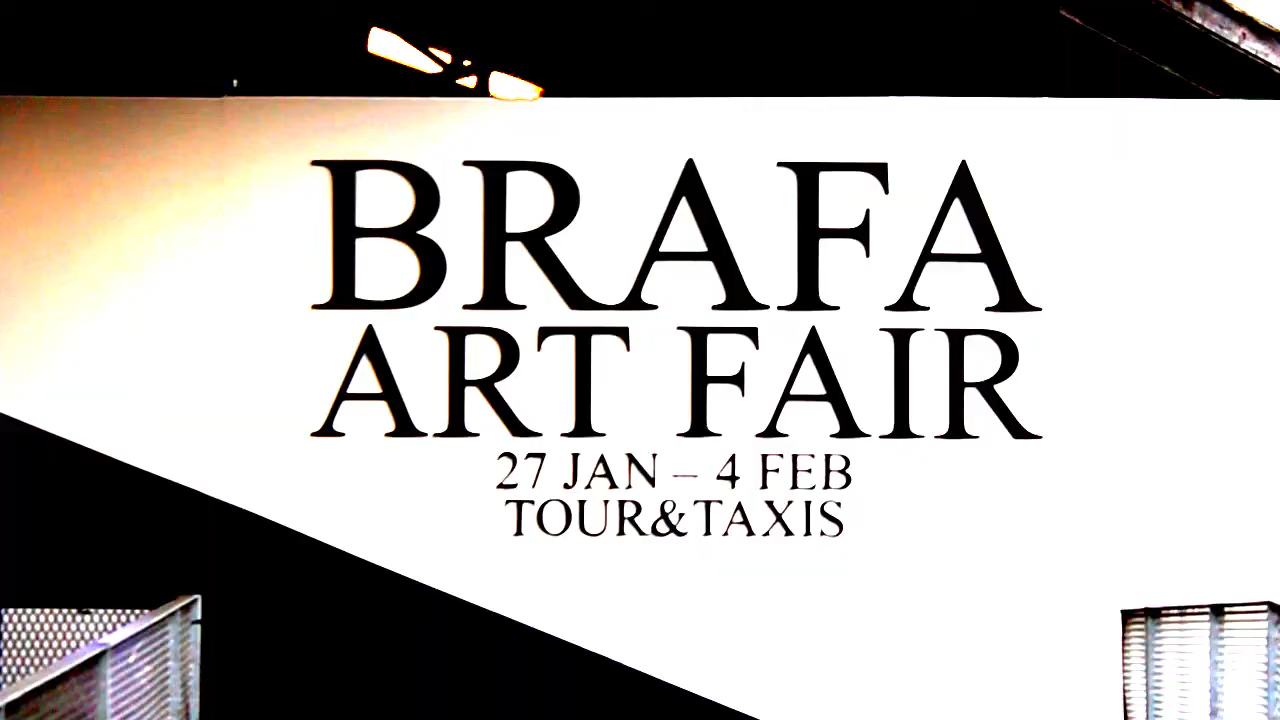 BRAFA
ART FAIR
27 JAN – 4 FEB
TOUR&TAXIS